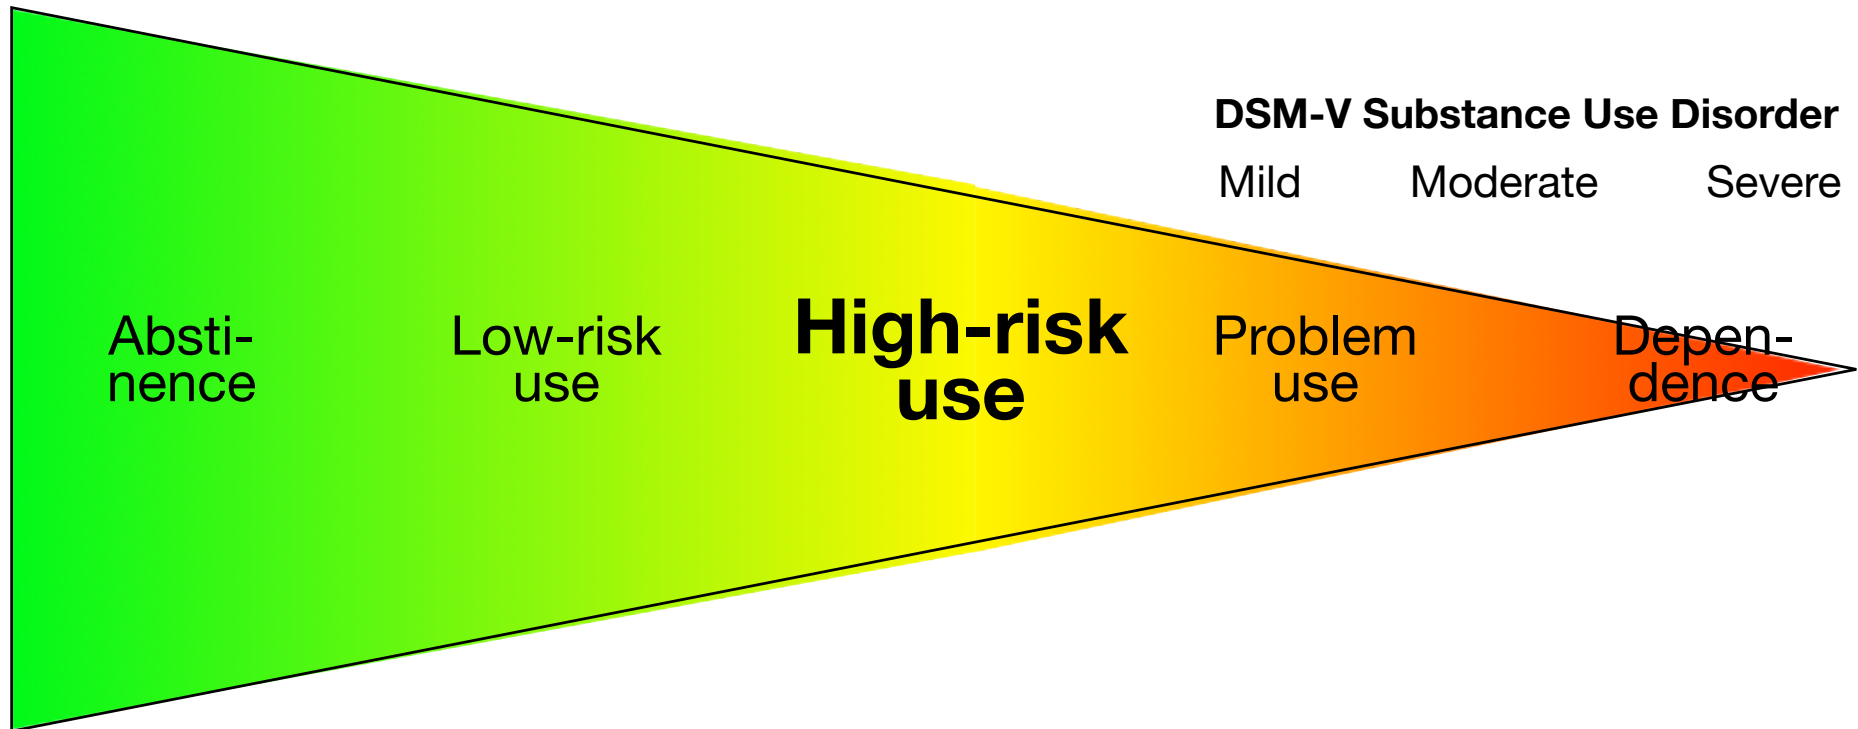 DSM-V Substance Use Disorder
Mild Moderate Severe
Absti-
nence
Low-risk
use
High-risk
use
Problem
use
Depen-
dence